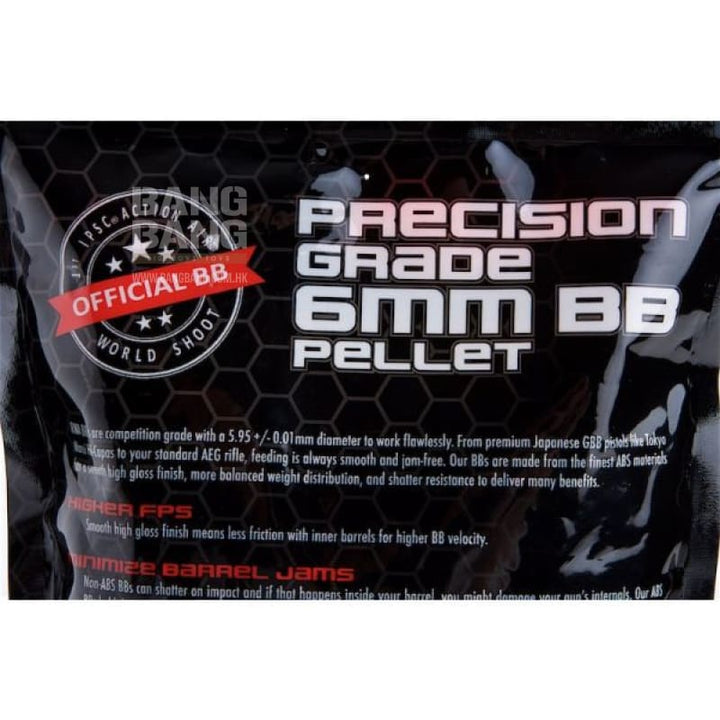 BANG
BANG
WWW.BANGBANG.COM.HK
IPSC ACTION
OFFICIAL BB
WORLD SHOOT
PRECISION
GRADE
6MM BB
PELLET
are competition grade with a 5.95 +/- 0.01mm diameter to work flawlessly. From premium Japanese GBB pistols like Tokyo
to your standard AEG rifle, feeding is always smooth and jam-free. Our BBs are made from the finest ABS materials
smooth high gloss finish, more balanced weight distribution, and shatter resistance to deliver many benefits.
HIGHER FPS
Smooth high gloss finish means less friction with inner barrels for higher BB velocity.
MINIMIZE BARREL JAMS
Non-ABS BBs can shatter on impact and if that happens inside your barrel, you might damage your gun's internals. Our ABS